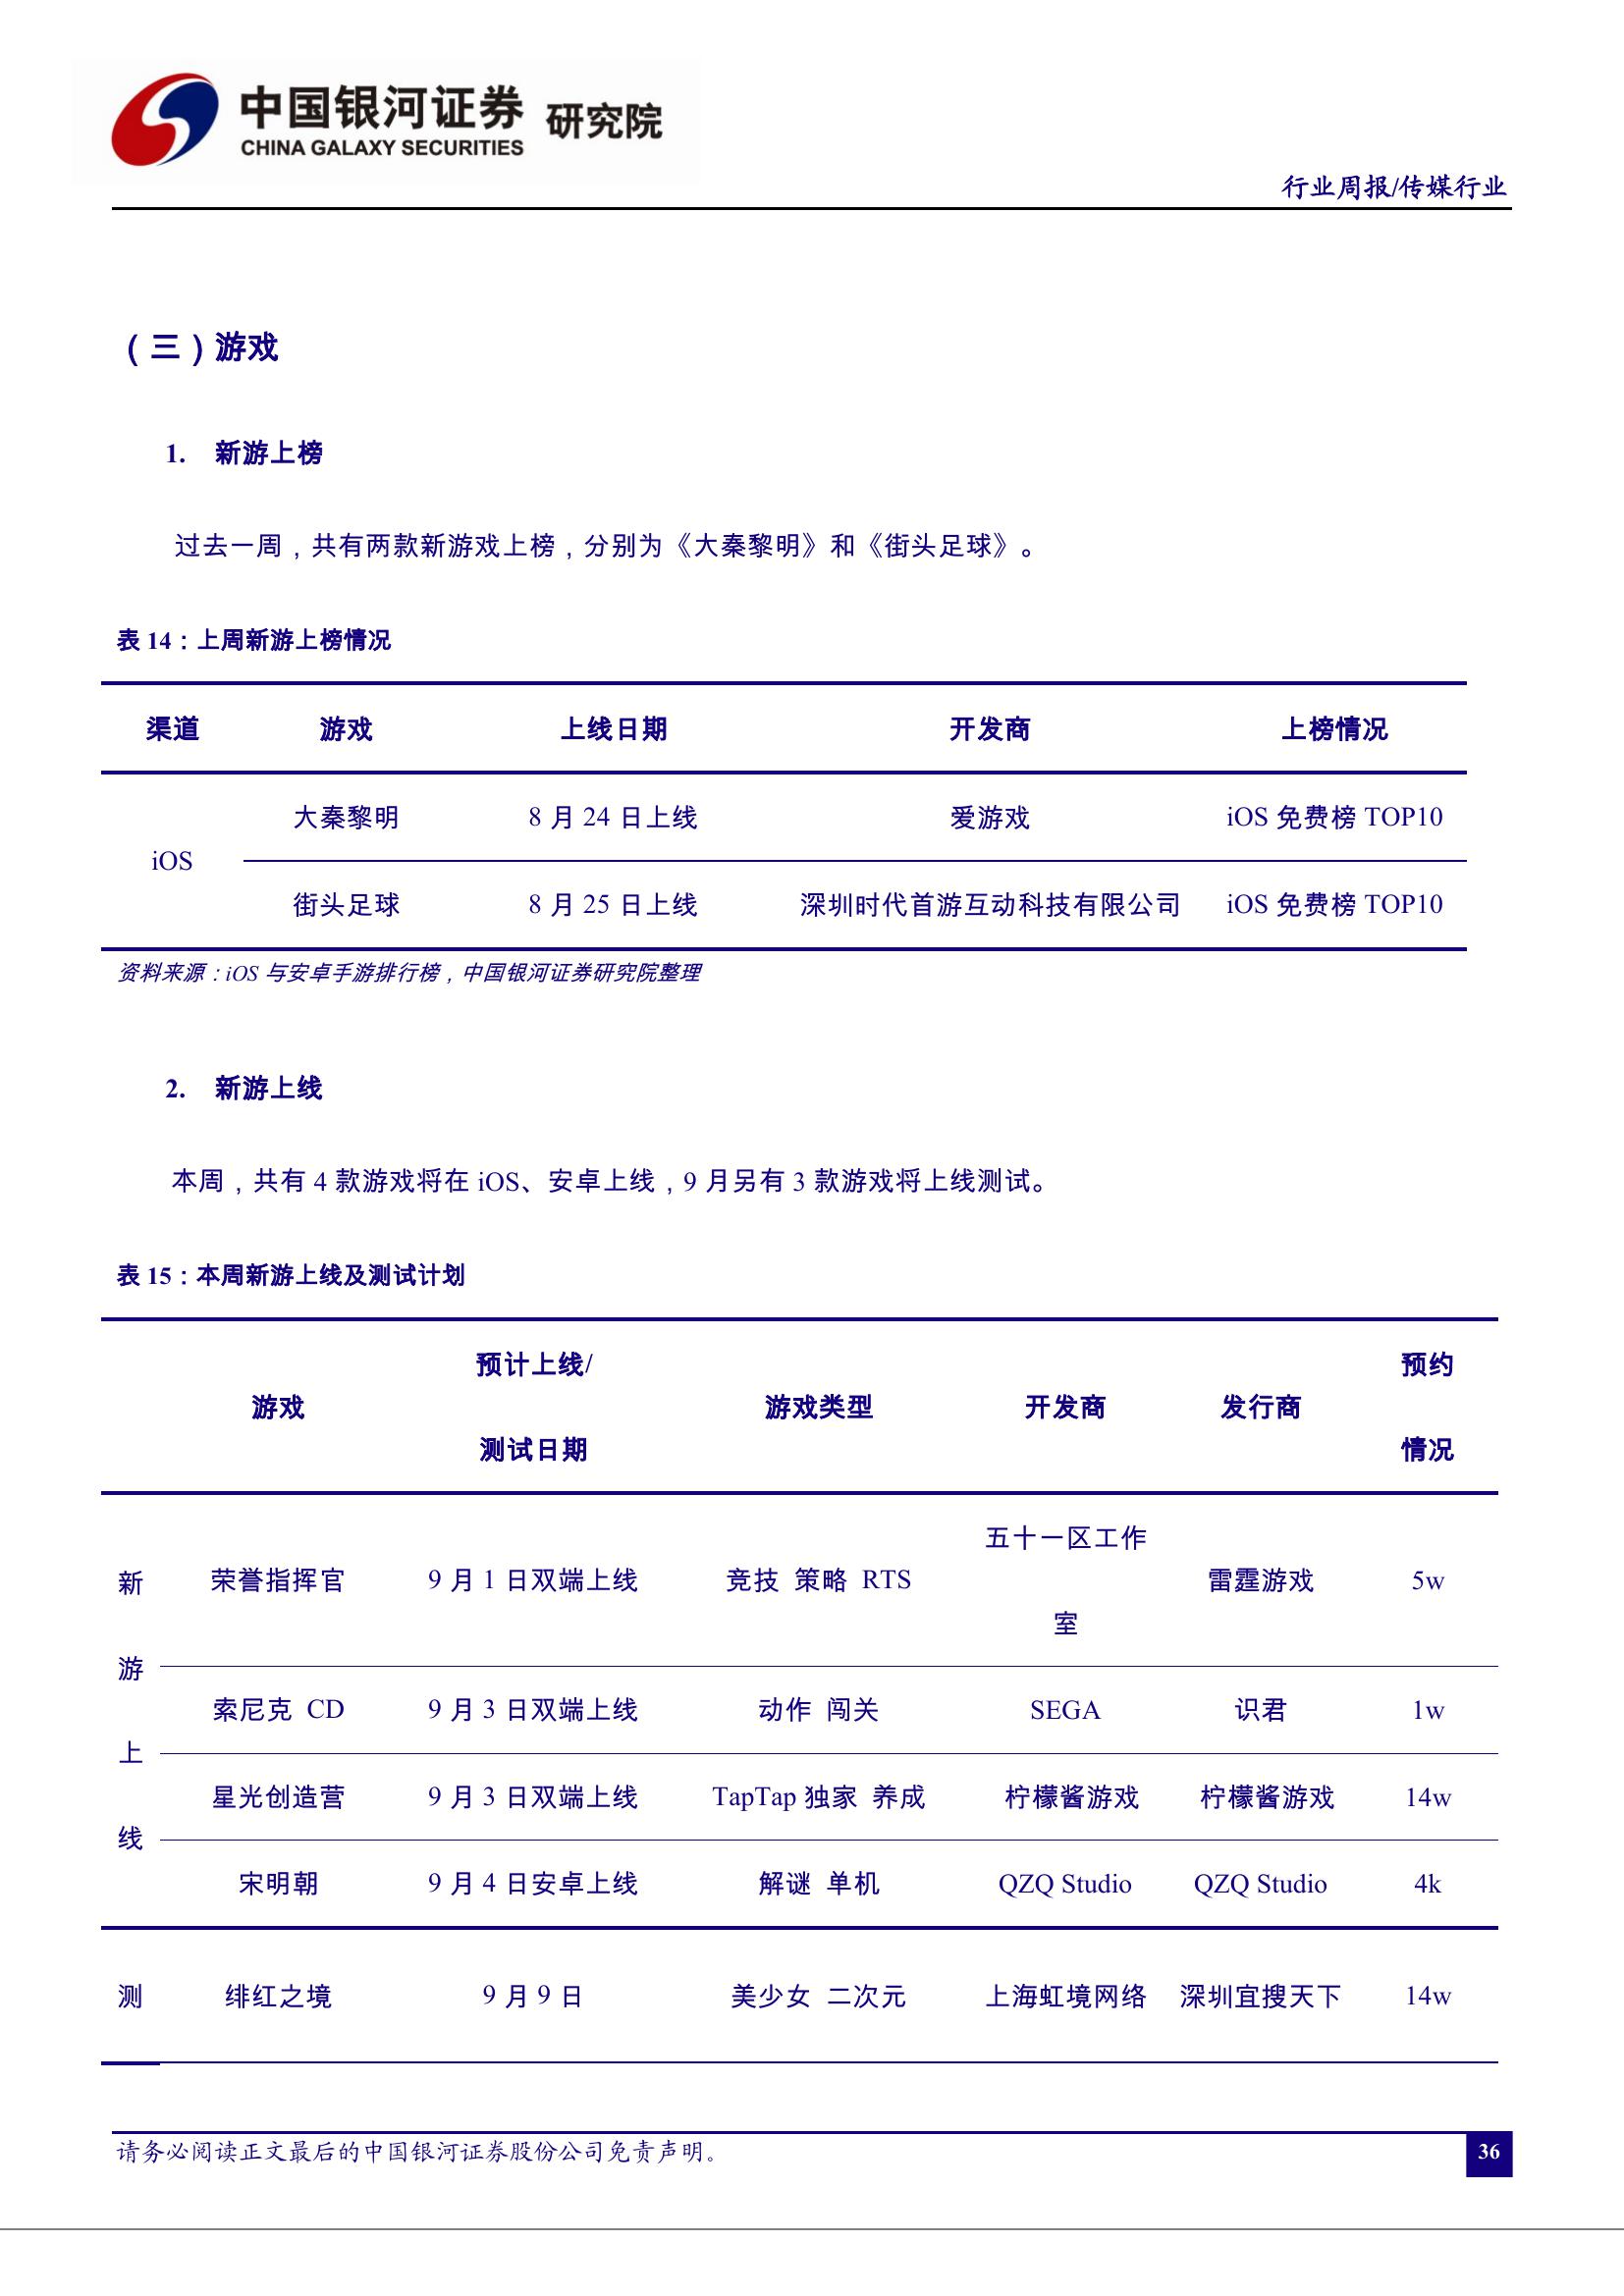 中国银河证券 研究院
CHINA GALAXY SECURITIES
行业周报/传媒行业
（三）游戏
1. 新游上榜
过去一周，共有两款新游戏上榜，分别为《大秦黎明》和《街头足球》。
表 14：上周新游上榜情况
渠道 游戏 上线日期 开发商 上榜情况
iOS
大秦黎明 8 月 24 日上线 爱游戏 iOS 免费榜 TOP10
街头足球 8 月 25 日上线 深圳时代首游互动科技有限公司 iOS 免费榜 TOP10
资料来源：iOS 与安卓手游排行榜，中国银河证券研究院整理
2. 新游上线
本周，共有 4 款游戏将在 iOS、安卓上线，9 月另有 3 款游戏将上线测试。
表 15：本周新游上线及测试计划
游戏 预计上线/测试日期 游戏类型 开发商 发行商 预约情况
新游上线
荣誉指挥官 9 月 1 日双端上线 竞技 策略 RTS 五十一区工作室 雷霆游戏 5w
索尼克 CD 9 月 3 日双端上线 动作 闯关 SEGA 识君 1w
星光创造营 9 月 3 日双端上线 TapTap 独家 养成 柠檬酱游戏 柠檬酱游戏 14w
宋明朝 9 月 4 日安卓上线 解谜 单机 QZQ Studio QZQ Studio 4k
测 绯红之境 9 月 9 日 美少女 二次元 上海虹境网络 深圳宜搜天下 14w
请务必阅读正文最后的中国银河证券股份公司免责声明。
36